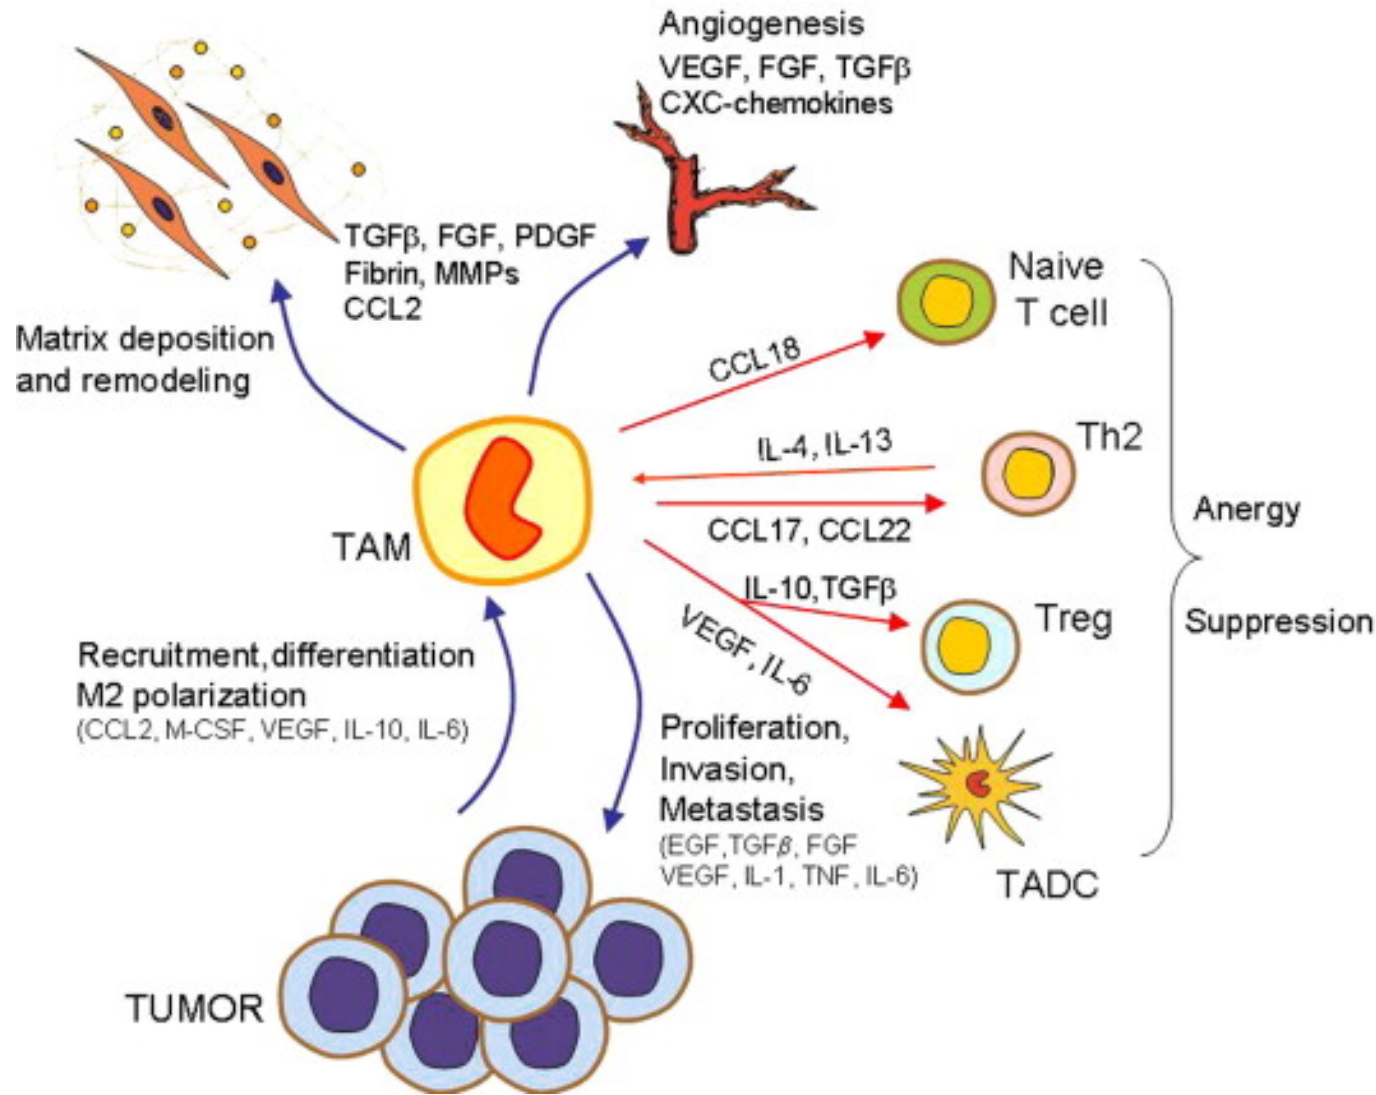 Angiogenesis
VEGF, FGF, TGFβ
CXC-chemokines
TGFβ, FGF, PDGF
Fibrin, MMPs
CCL2
Matrix deposition
and remodeling
Naive
T cell
CCL18
Th2
IL-4, IL-13
CCL17, CCL22
Anergy
TAM
IL-10,TGFβ
Treg
Suppression
VEGF, IL-6
Recruitment, differentiation
M2 polarization
(CCL2, M-CSF, VEGF, IL-10, IL-6)
Proliferation,
Invasion,
Metastasis
(EGF,TGFβ, FGF
VEGF, IL-1, TNF, IL-6)
TADC
TUMOR